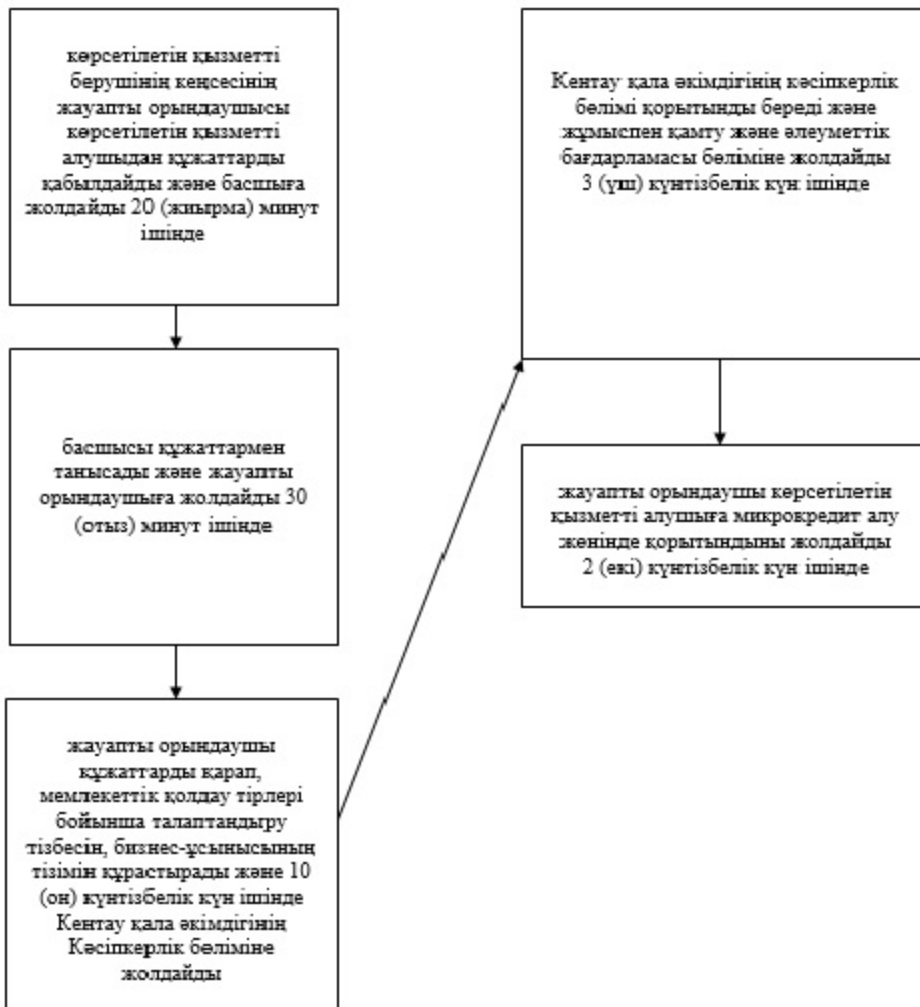 көрсетілетін қызметті
берушінің кеңсесінің
жауапты орындаушысы
көрсетілетін қызметті
алушыдан құжаттарды
қабылдайды және басшыға
жолдайды 20 (жиырма) минут
ішінде
басшысы құжаттармен
танысады және жауапты
орындаушыға жолдайды 30
(отыз) минут ішінде
жауапты орындаушы
құжаттарды қарап,
мемлекеттік қолдау тірлері
бойынша талаптандыру
тізбесін, бизнес-ұсынысының
тізімін құрастырады және 10
(он) күнтізбелік күн ішінде
Кентау қала әкімдігінің
Кәсіпкерлік бөліміне
жолдайды
Кентау қала әкімдігінің кәсіпкерлік
бөлімі қорытынды береді және
жұмыспен қамту және әлеуметтік
бағдарламасы бөліміне жолдайды
3 (үш) күнтізбелік күн ішінде
жауапты орындаушы көрсетілетін
қызметті алушыға микрокредит алу
жөнінде қорытындыны жолдайды
2 (екі) күнтізбелік күн ішінде